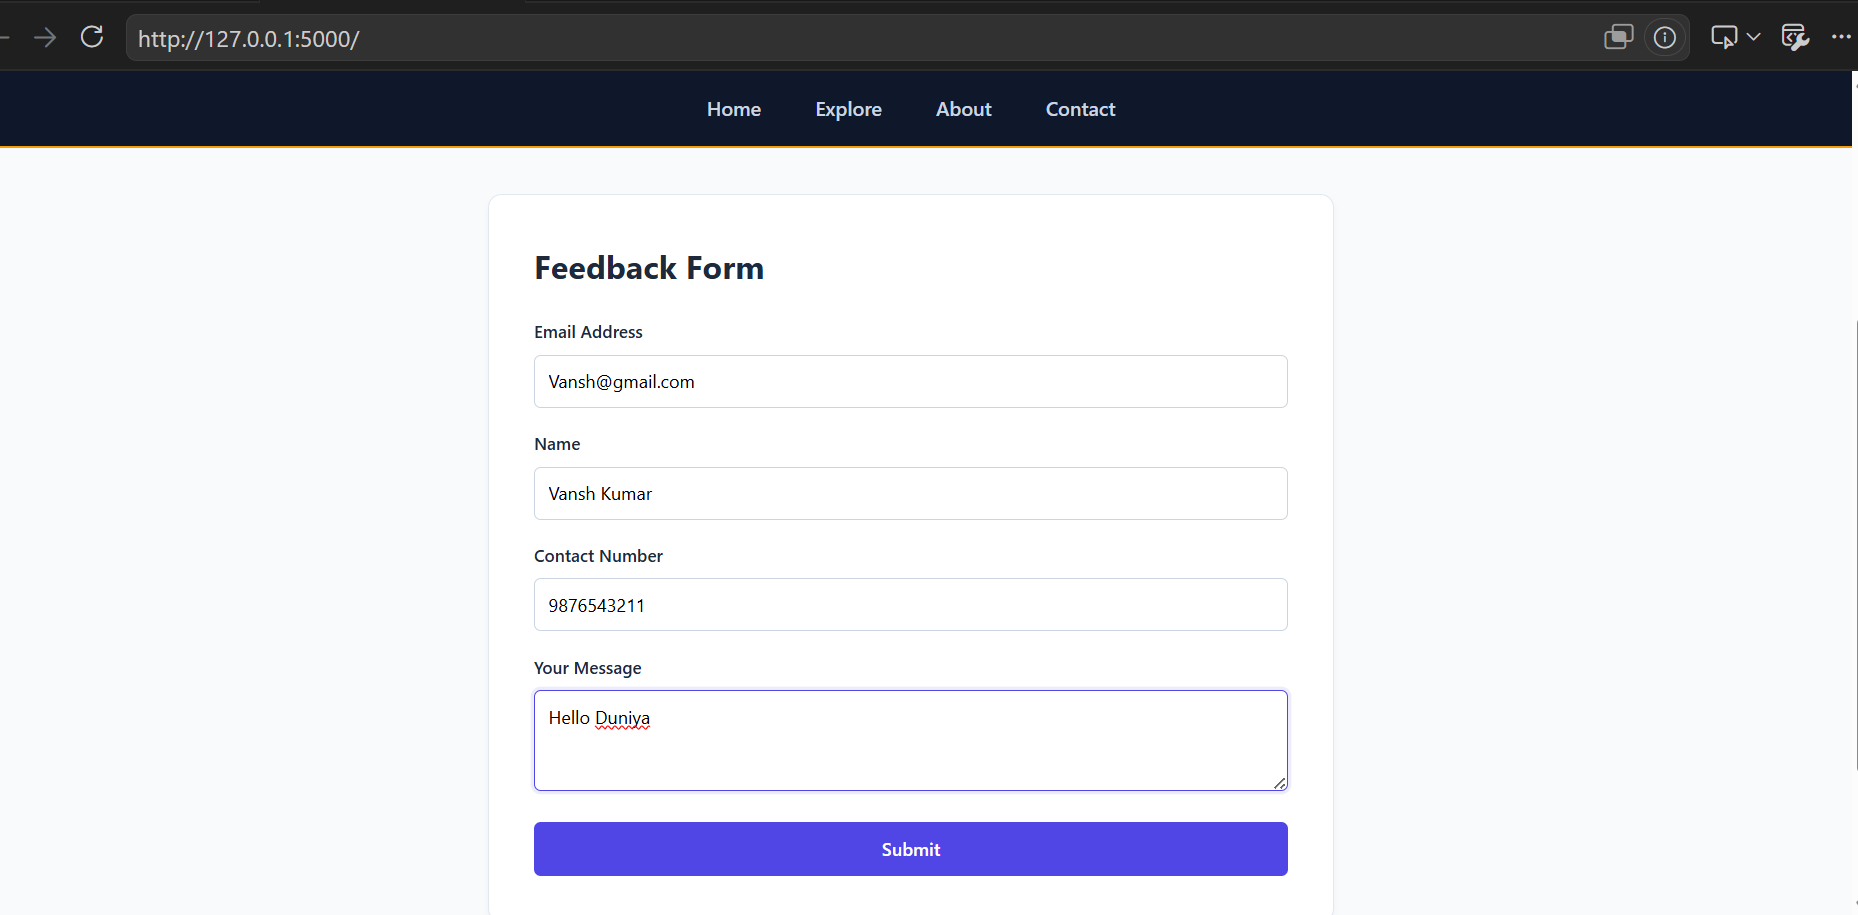 http://127.0.0.1:5000/
Home Explore About Contact
Feedback Form
Email Address
Vansh@gmail.com
Name
Vansh Kumar
Contact Number
9876543211
Your Message
Hello Duniya
Submit